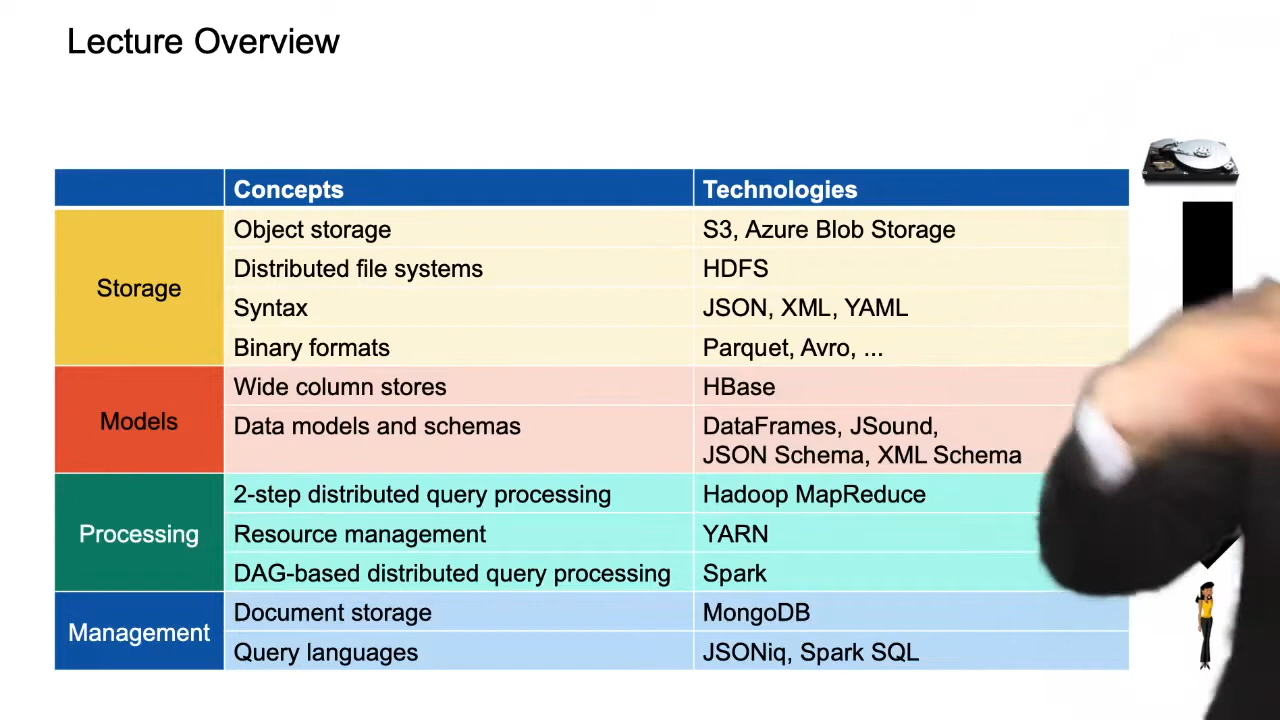 Lecture Overview
Concepts Technologies
Storage
Object storage S3, Azure Blob Storage
Distributed file systems HDFS
Syntax JSON, XML, YAML
Binary formats Parquet, Avro, ...
Models
Wide column stores HBase
Data models and schemas DataFrames, JSound,
JSON Schema, XML Schema
Processing
2-step distributed query processing Hadoop MapReduce
Resource management YARN
DAG-based distributed query processing Spark
Management
Document storage MongoDB
Query languages JSONiq, Spark SQL